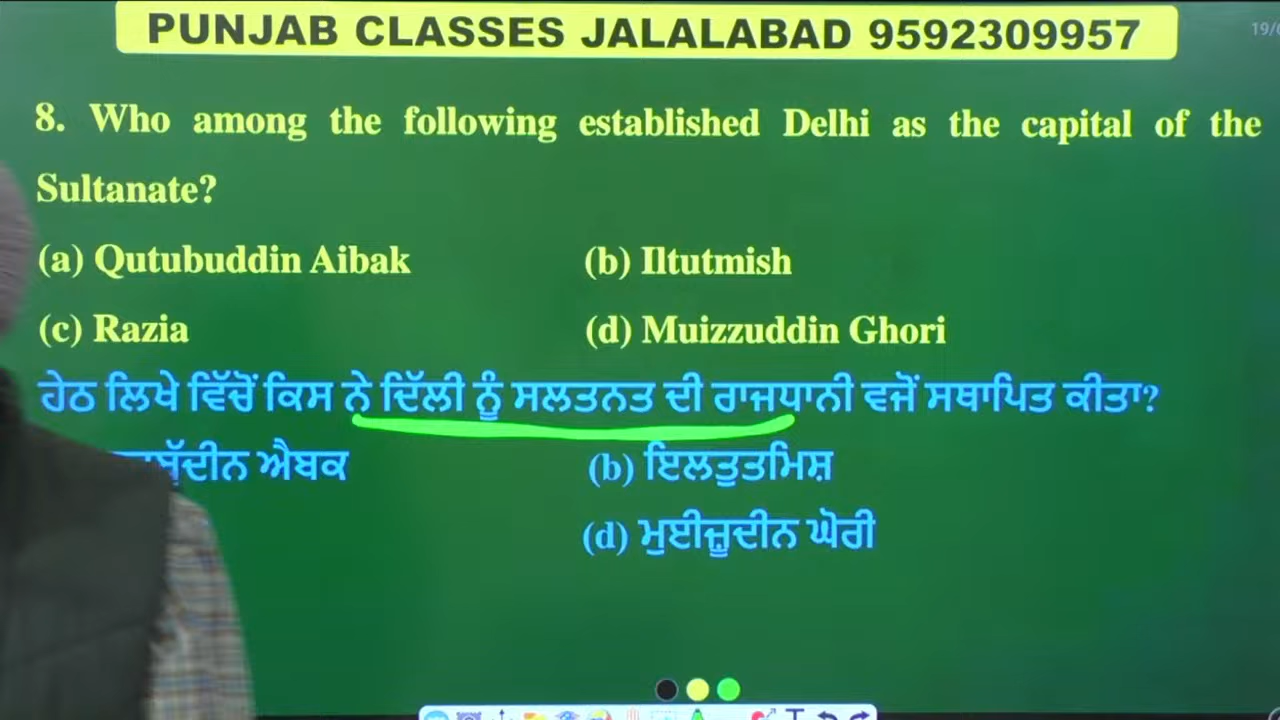 PUNJAB CLASSES JALALABAD 9592309957
19/
8. Who among the following established Delhi as the capital of the
Sultanate?
(a) Qutubuddin Aibak (b) Iltutmish
(c) Razia (d) Muizzuddin Ghori
ਹੇਠ ਲਿਖੇ ਵਿੱਚੋਂ ਕਿਸ ਨੇ ਦਿੱਲੀ ਨੂੰ ਸਲਤਨਤ ਦੀ ਰਾਜਧਾਨੀ ਵਜੋਂ ਸਥਾਪਿਤ ਕੀਤਾ?
ਐਬਕ (b) ਇਲਤੁਤਮਿਸ਼
(d) ਮੁਈਜ਼ੂਦੀਨ ਘੋਰੀ